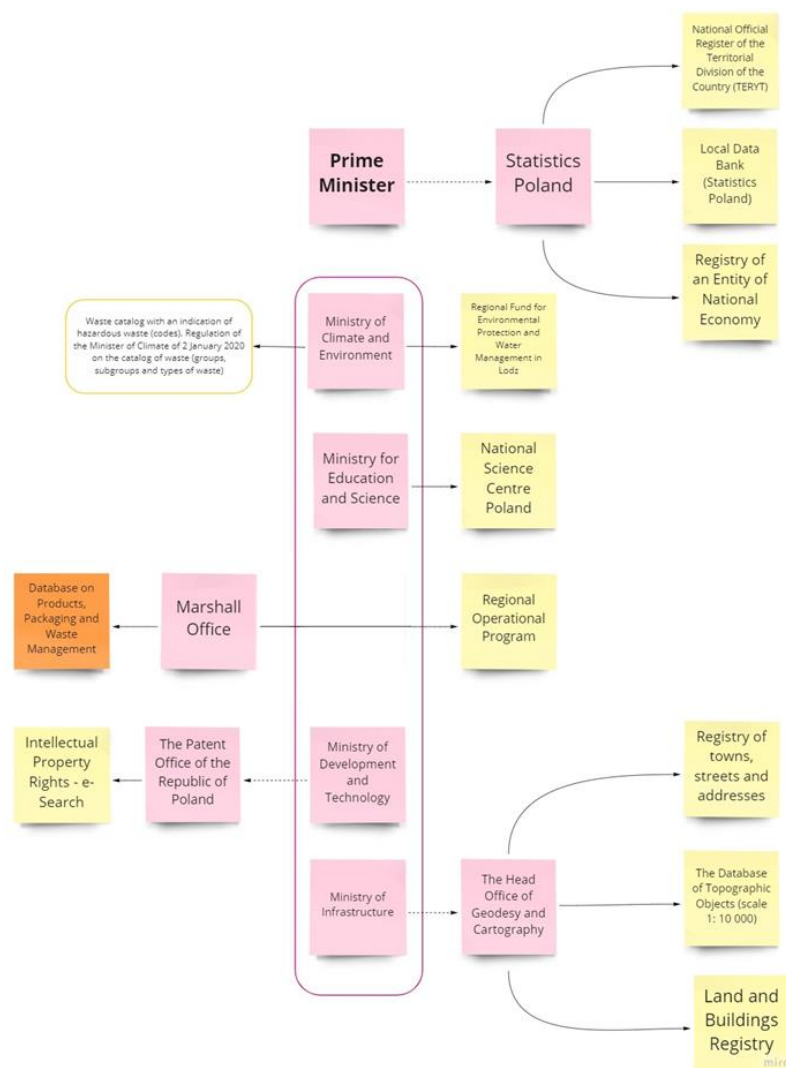 National Official
Register of the
Territorial
Division of the
Country (TERYT)
Prime
Minister
Statistics
Poland
Local Data
Bank
(Statistics
Poland)
Registry of
an Entity of
National
Economy
Waste catalog with an indication of
hazardous waste (codes). Regulation of
the Minister of Climate of 2 January 2020
on the catalog of waste (groups,
subgroups and types of waste)
Ministry of
Climate and
Environment
Regional Fund for
Environmental
Protection and
Water
Management in
Lodz
Ministry for
Education
and Science
National
Science
Centre
Poland
Database on
Products,
Packaging and
Waste
Management
Marshall
Office
Regional
Operational
Program
Intellectual
Property
Rights - e-
Search
The Patent
Office of the
Republic of
Poland
Ministry of
Development
and
Technology
Registry of
towns,
streets and
addresses
Ministry of
Infrastructure
The Head
Office of
Geodesy and
Cartography
The Database
of Topographic
Objects (scale
1: 10 000)
Land and
Buildings
Registry
miro